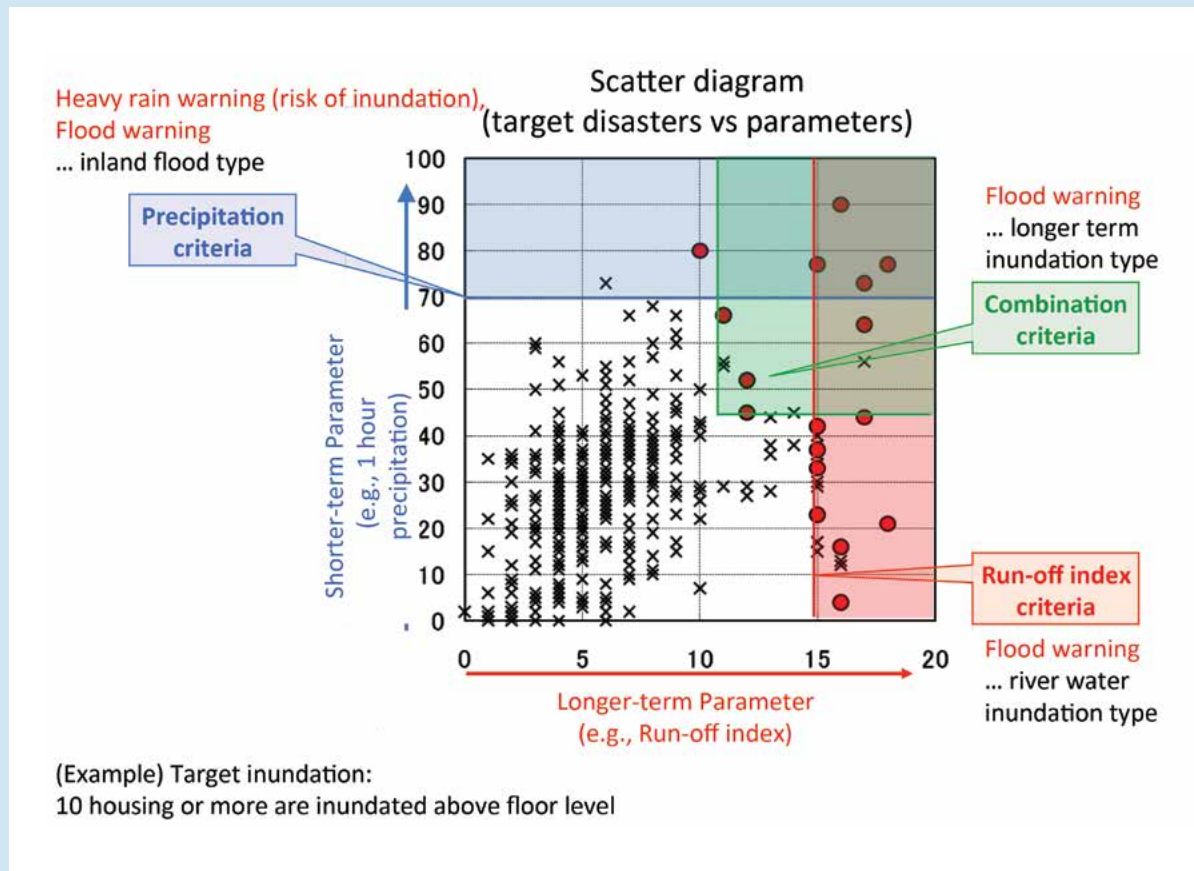 Scatter diagram
(target disasters vs parameters)
Heavy rain warning (risk of inundation),
Flood warning
... inland flood type
Precipitation
criteria
100
90
80
70
60
50
40
30
20
10
0
Shorter-term Parameter
(e.g., 1 hour
precipitation)
Flood warning
... longer term
inundation type
Combination
criteria
Run-off index
criteria
Flood warning
... river water
inundation type
0 5 10 15 20
Longer-term Parameter
(e.g., Run-off index)
(Example) Target inundation:
10 housing or more are inundated above floor level